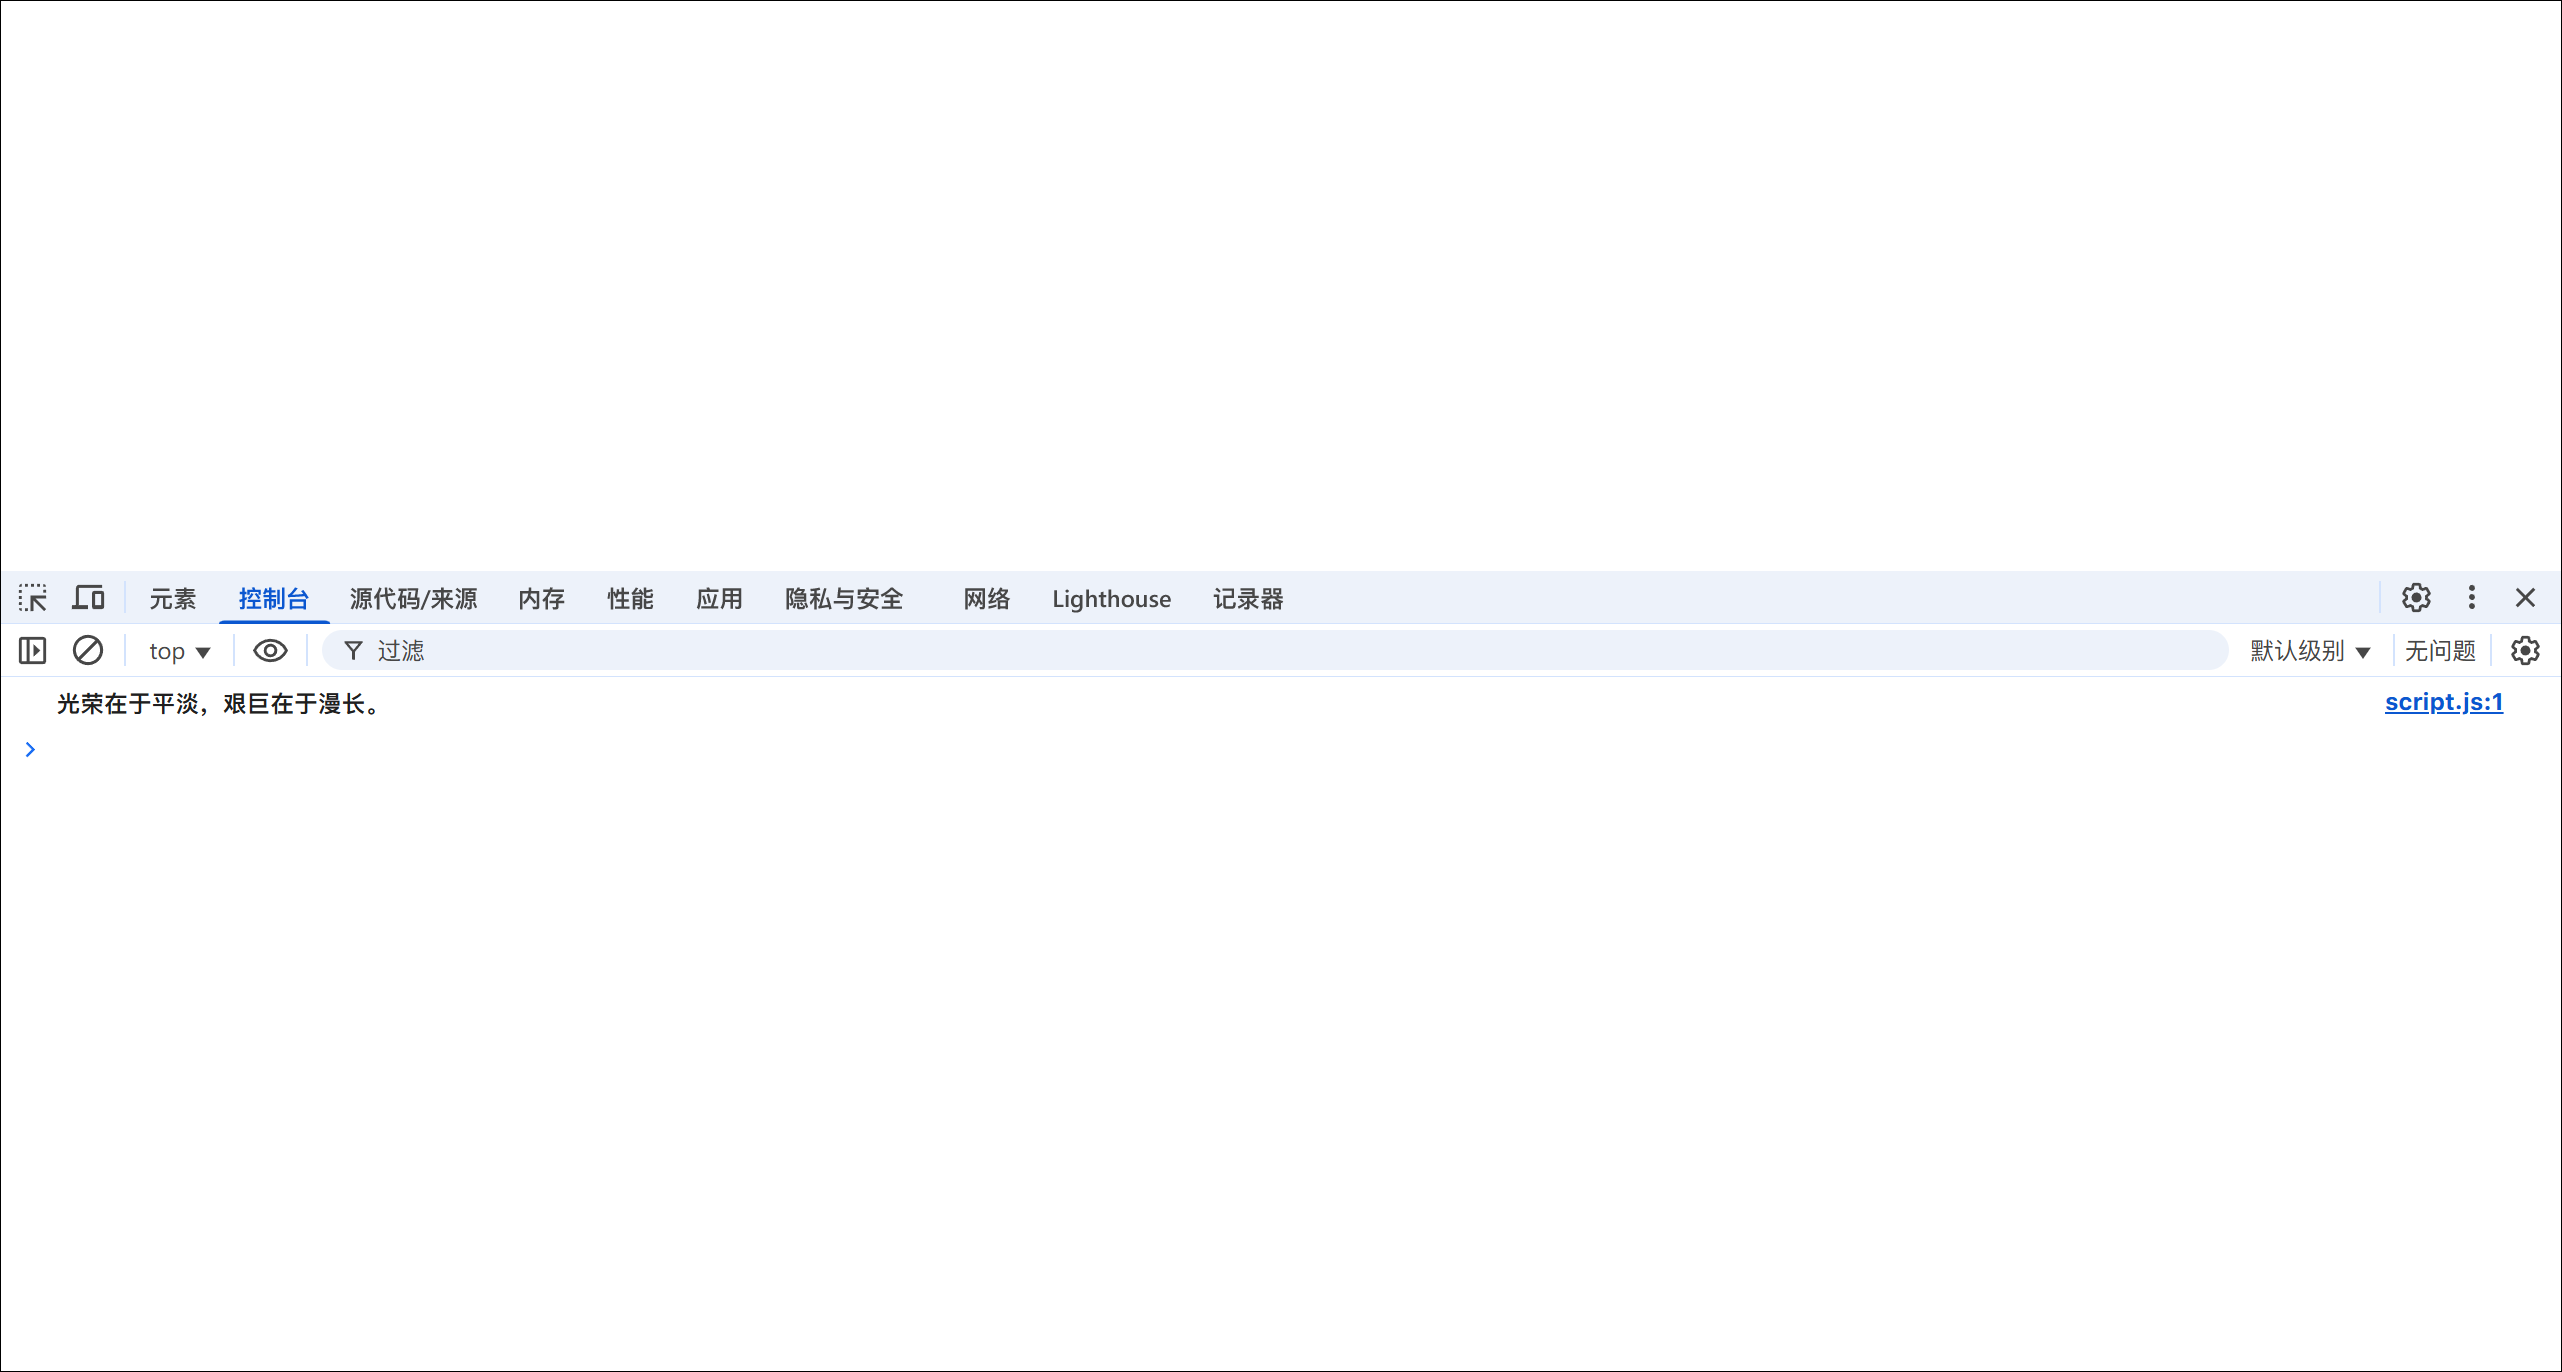 元素 控制台 源代码/来源 内存 性能 应用 隐私与安全 网络 Lighthouse 记录器
top 过滤 默认级别 无问题
光荣在于平淡，艰巨在于漫长。 script.js:1